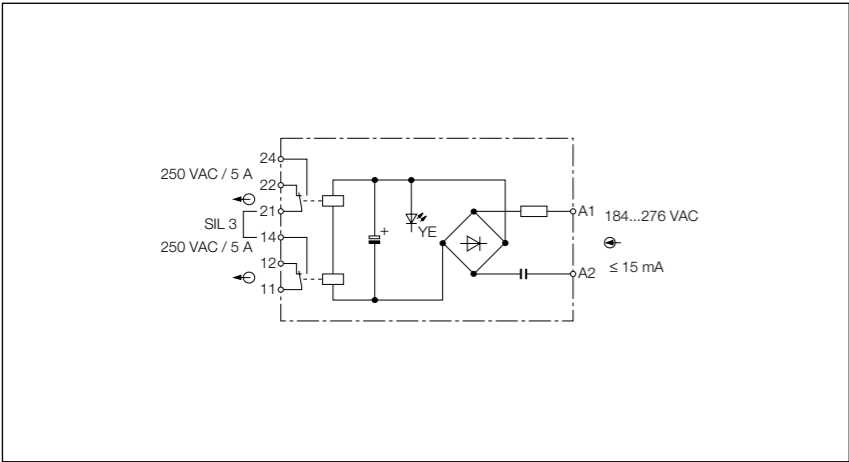 24
250 VAC / 5 A
22
21
SIL 3
14
250 VAC / 5 A
12
11
+
YE
A1
184...276 VAC
A2
≤ 15 mA